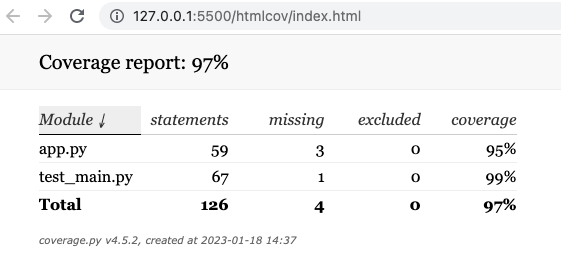 127.0.0.1:5500/htmlcov/index.html
Coverage report: 97%
Module ↓ statements missing excluded coverage
app.py 59 3 0 95%
test_main.py 67 1 0 99%
Total 126 4 0 97%
coverage.py v4.5.2, created at 2023-01-18 14:37